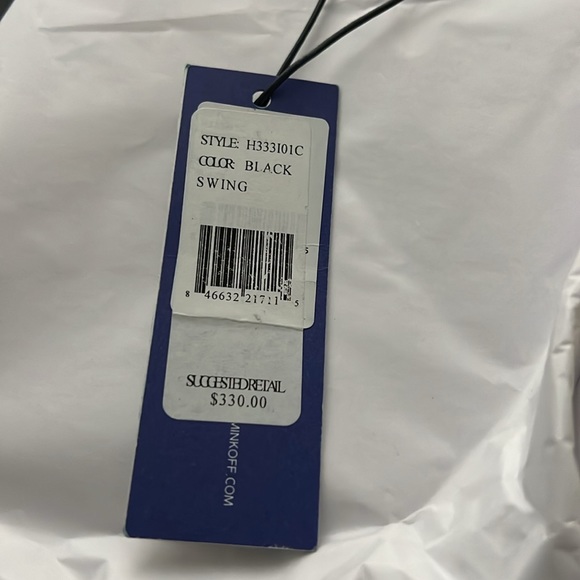 STYLE: H333I01C
COLOR: BLACK
SWING
8 46632 21711 5
SUGGESTED RETAIL
$330.00
MINKOFF.COM